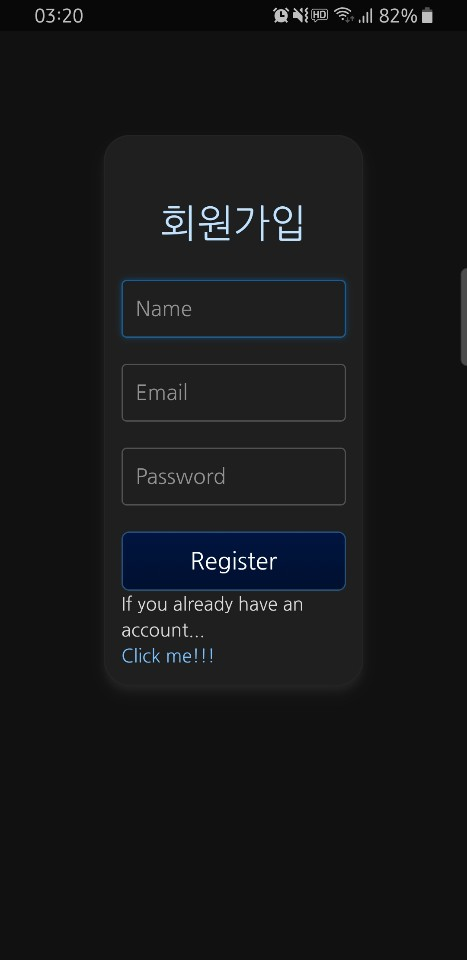 03:20
HD
82%
회원가입
Name
Email
Password
Register
If you already have an
account...
Click me!!!